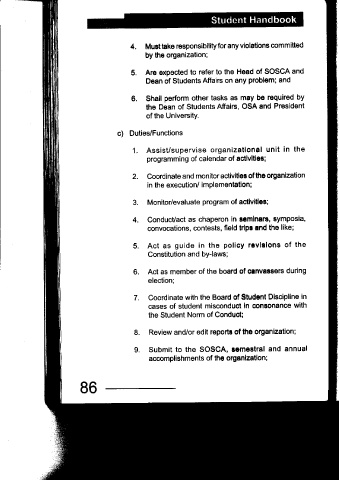 Student Handbook
4. Must take responsibility for any violations committed
by the organization;
5. Are expected to refer to the Head of SOSCA and
Dean of Students Affairs on any problem; and
6. Shall perform other tasks as may be required by
the Dean of Students Affairs, OSA and President
of the University.
c) Duties/Functions
1. Assist/supervise organizational unit in the
programming of calendar of activities;
2. Coordinate and monitor activities of the organization
in the execution/ implementation;
3. Monitor/evaluate program of activities;
4. Conduct/act as chaperon in seminars, symposia,
convocations, contests, field trips and the like;
5. Act as guide in the policy revisions of the
Constitution and by-laws;
6. Act as member of the board of canvassers during
election;
7. Coordinate with the Board of Student Discipline in
cases of student misconduct in consonance with
the Student Norm of Conduct;
8. Review and/or edit reports of the organization;
9. Submit to the SOSCA, semestral and annual
accomplishments of the organization;
86